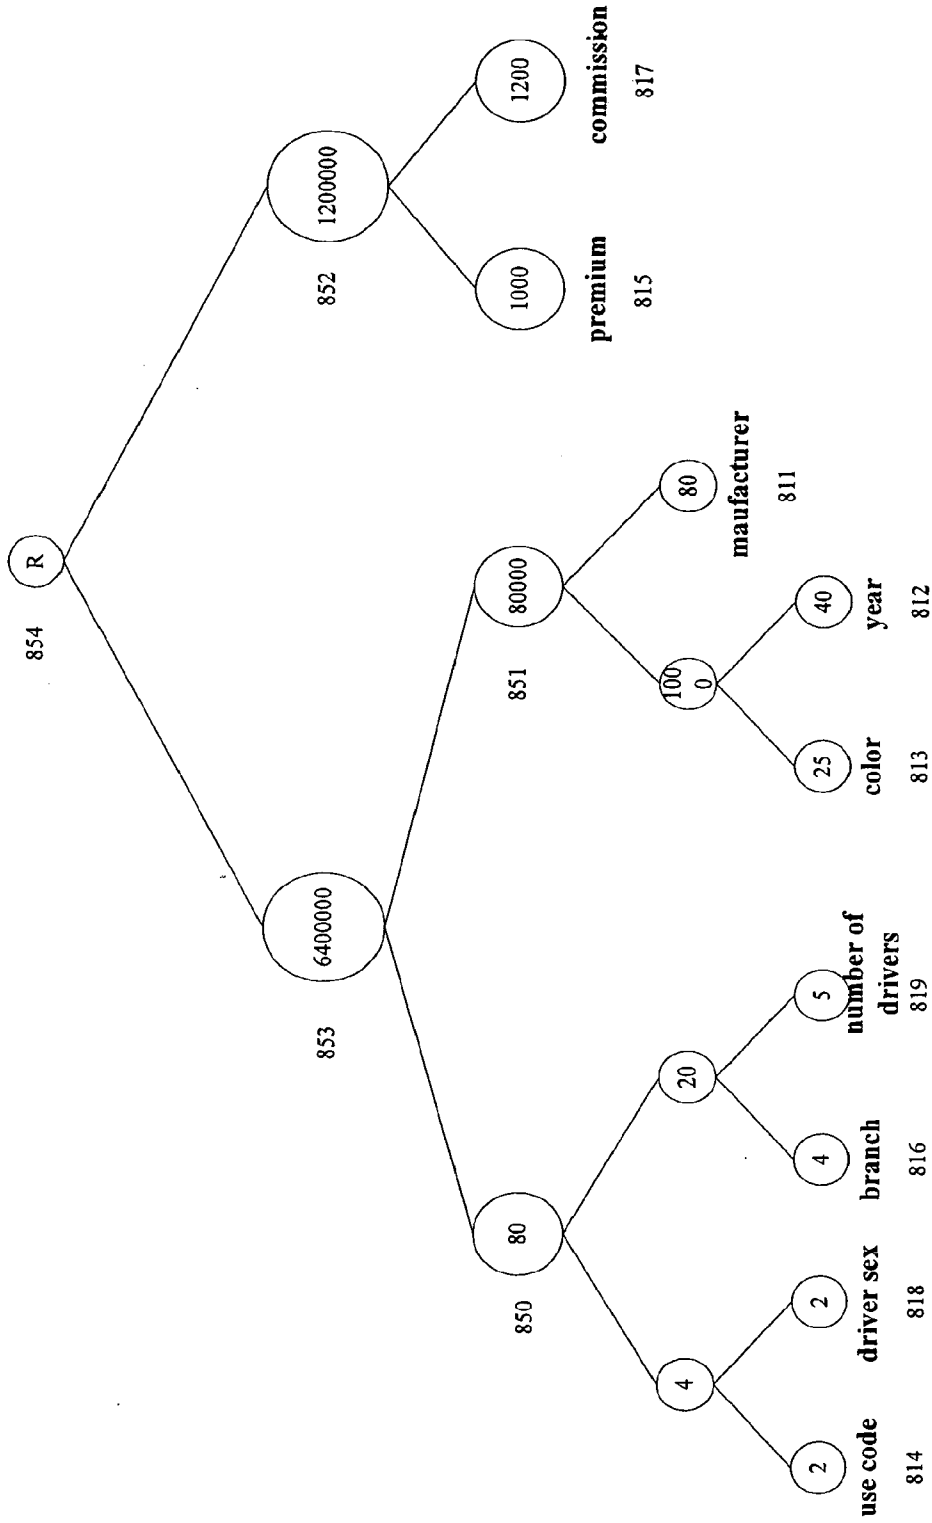 R
854
6400000
853
1200000
852
80
850
80000
851
1000
premium
815
1200
commission
817
4
20
100
0
80
maufacturer
811
2
use code
814
2
driver sex
818
4
branch
816
5
number of
drivers
819
25
color
813
40
year
812